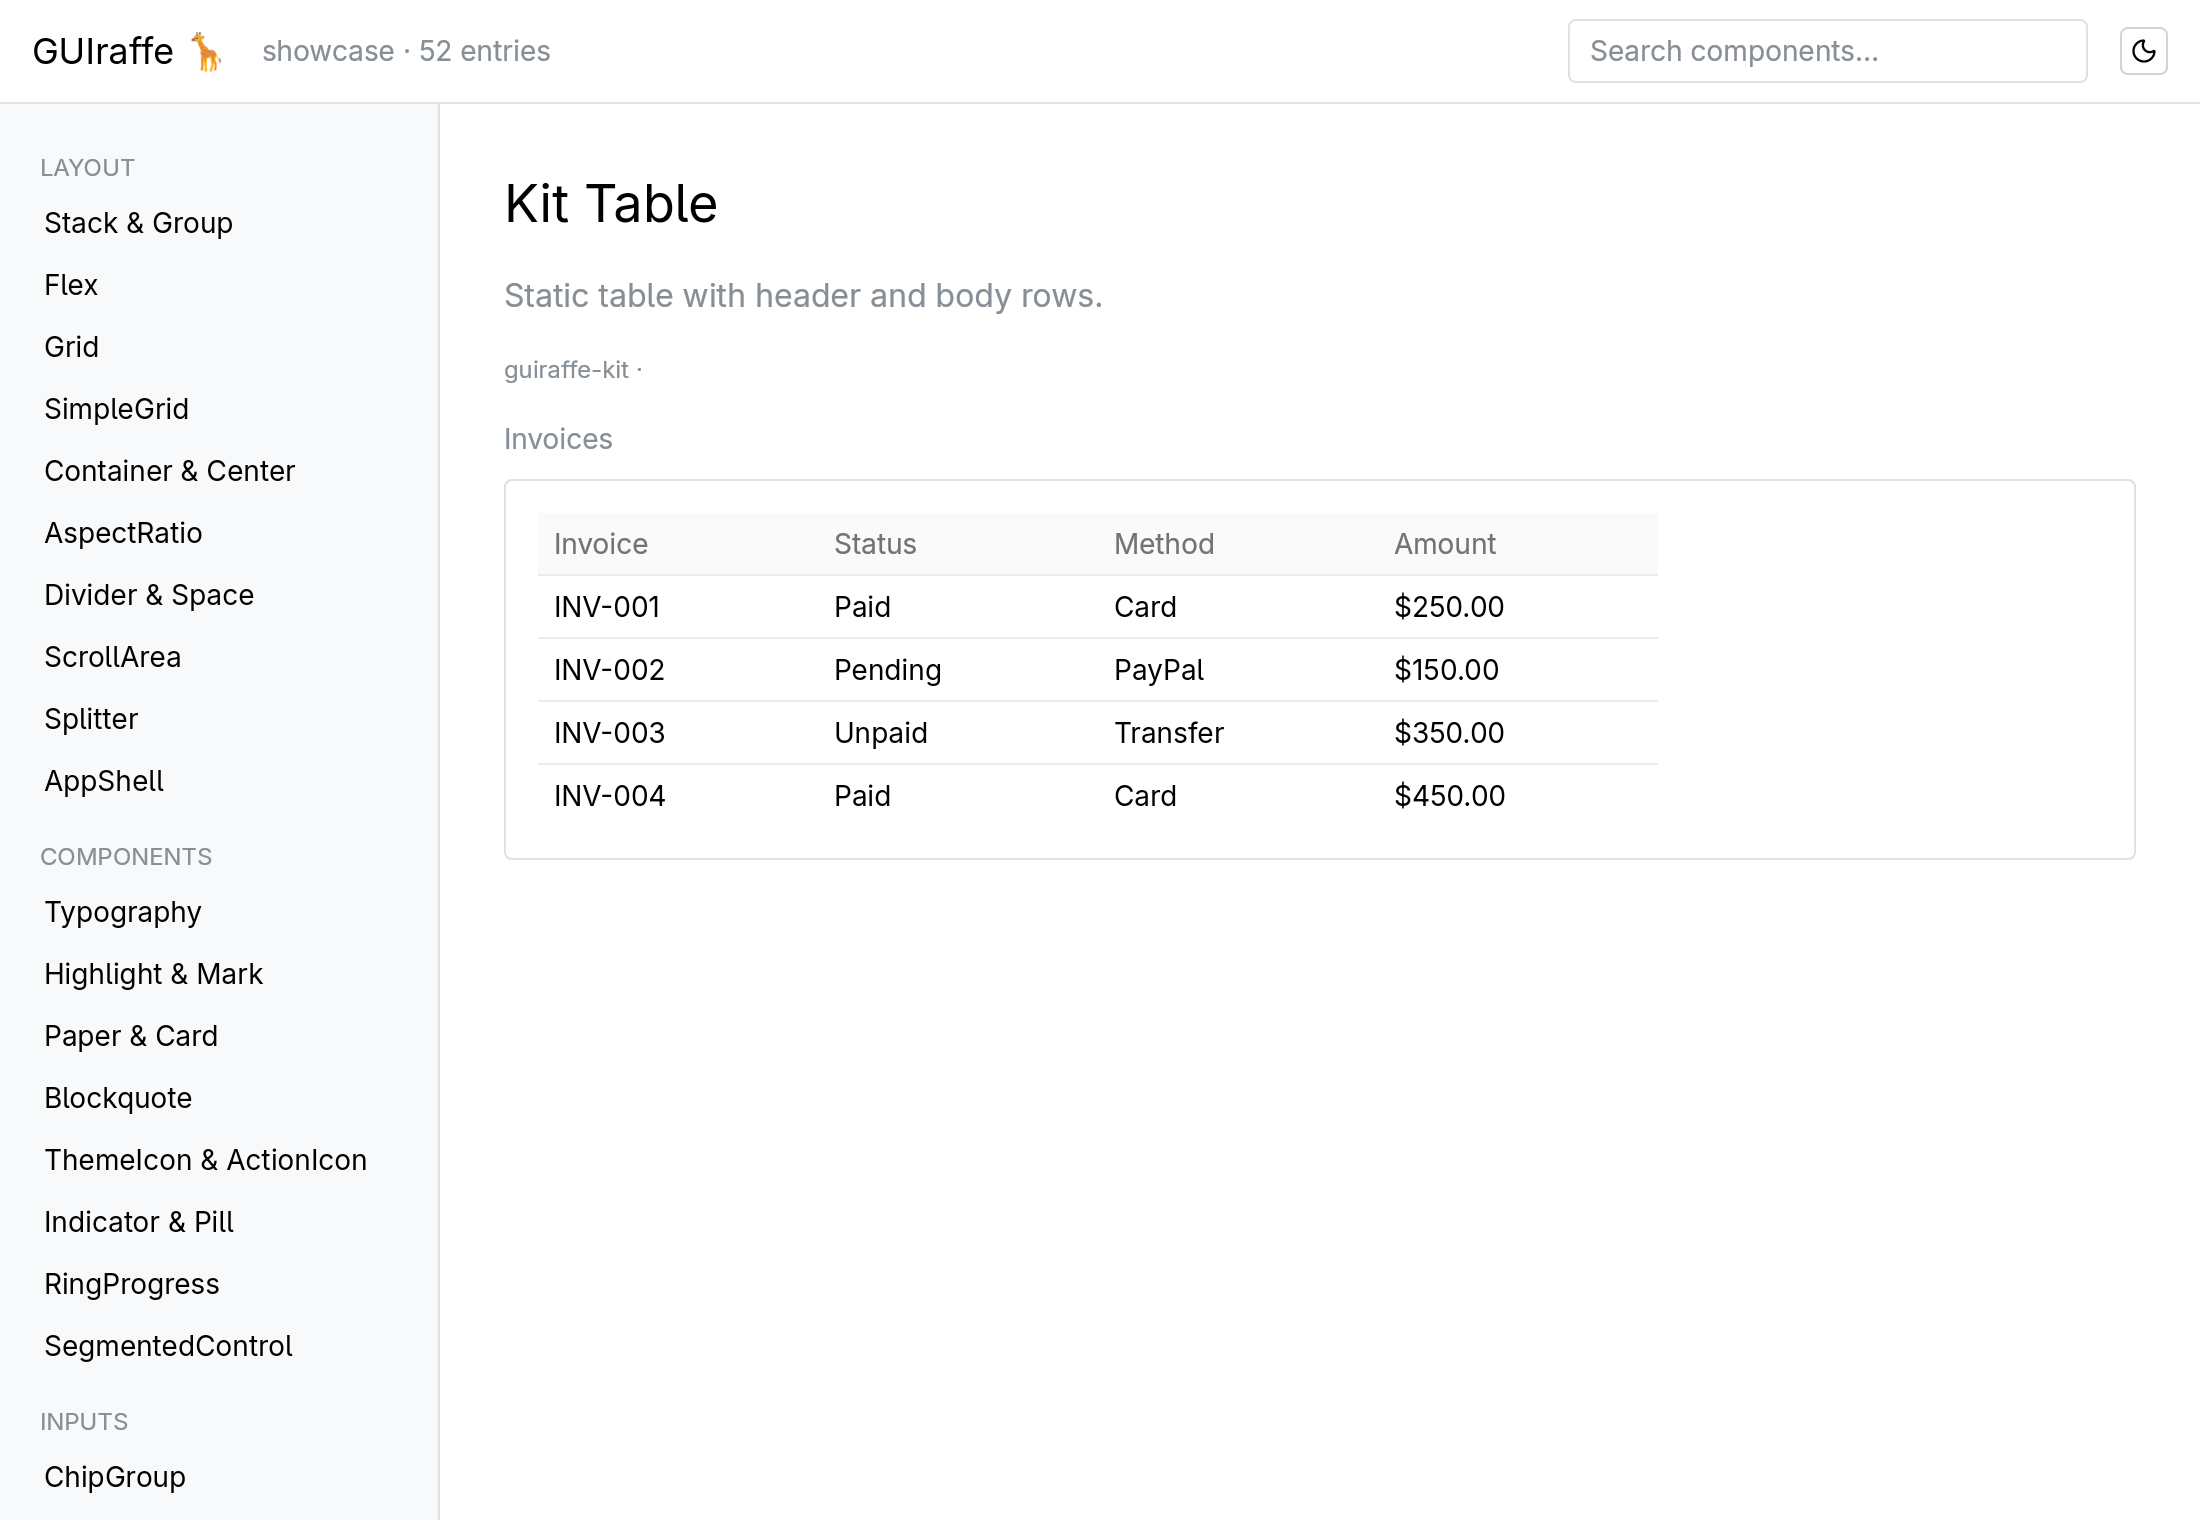 GUIraffe 🦒 showcase · 52 entries Search components...
LAYOUT
Stack & Group
Flex
Grid
SimpleGrid
Container & Center
AspectRatio
Divider & Space
ScrollArea
Splitter
AppShell
COMPONENTS
Typography
Highlight & Mark
Paper & Card
Blockquote
ThemeIcon & ActionIcon
Indicator & Pill
RingProgress
SegmentedControl
INPUTS
ChipGroup
Kit Table
Static table with header and body rows.
guiraffe-kit ·
Invoices
Invoice Status Method Amount
INV-001 Paid Card $250.00
INV-002 Pending PayPal $150.00
INV-003 Unpaid Transfer $350.00
INV-004 Paid Card $450.00